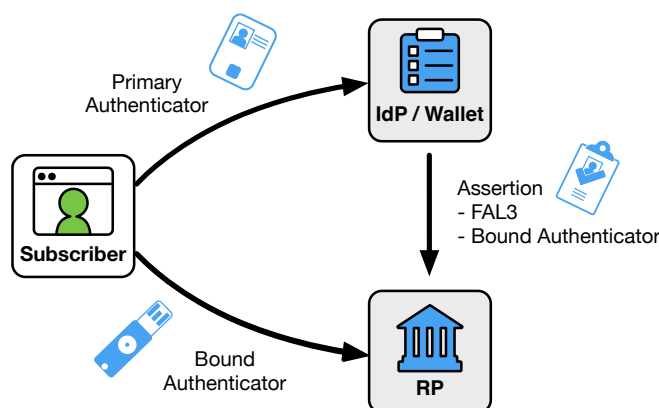 Primary
Authenticator
IdP / Wallet
Subscriber
Assertion
- FAL3
- Bound Authenticator
Bound
Authenticator
RP